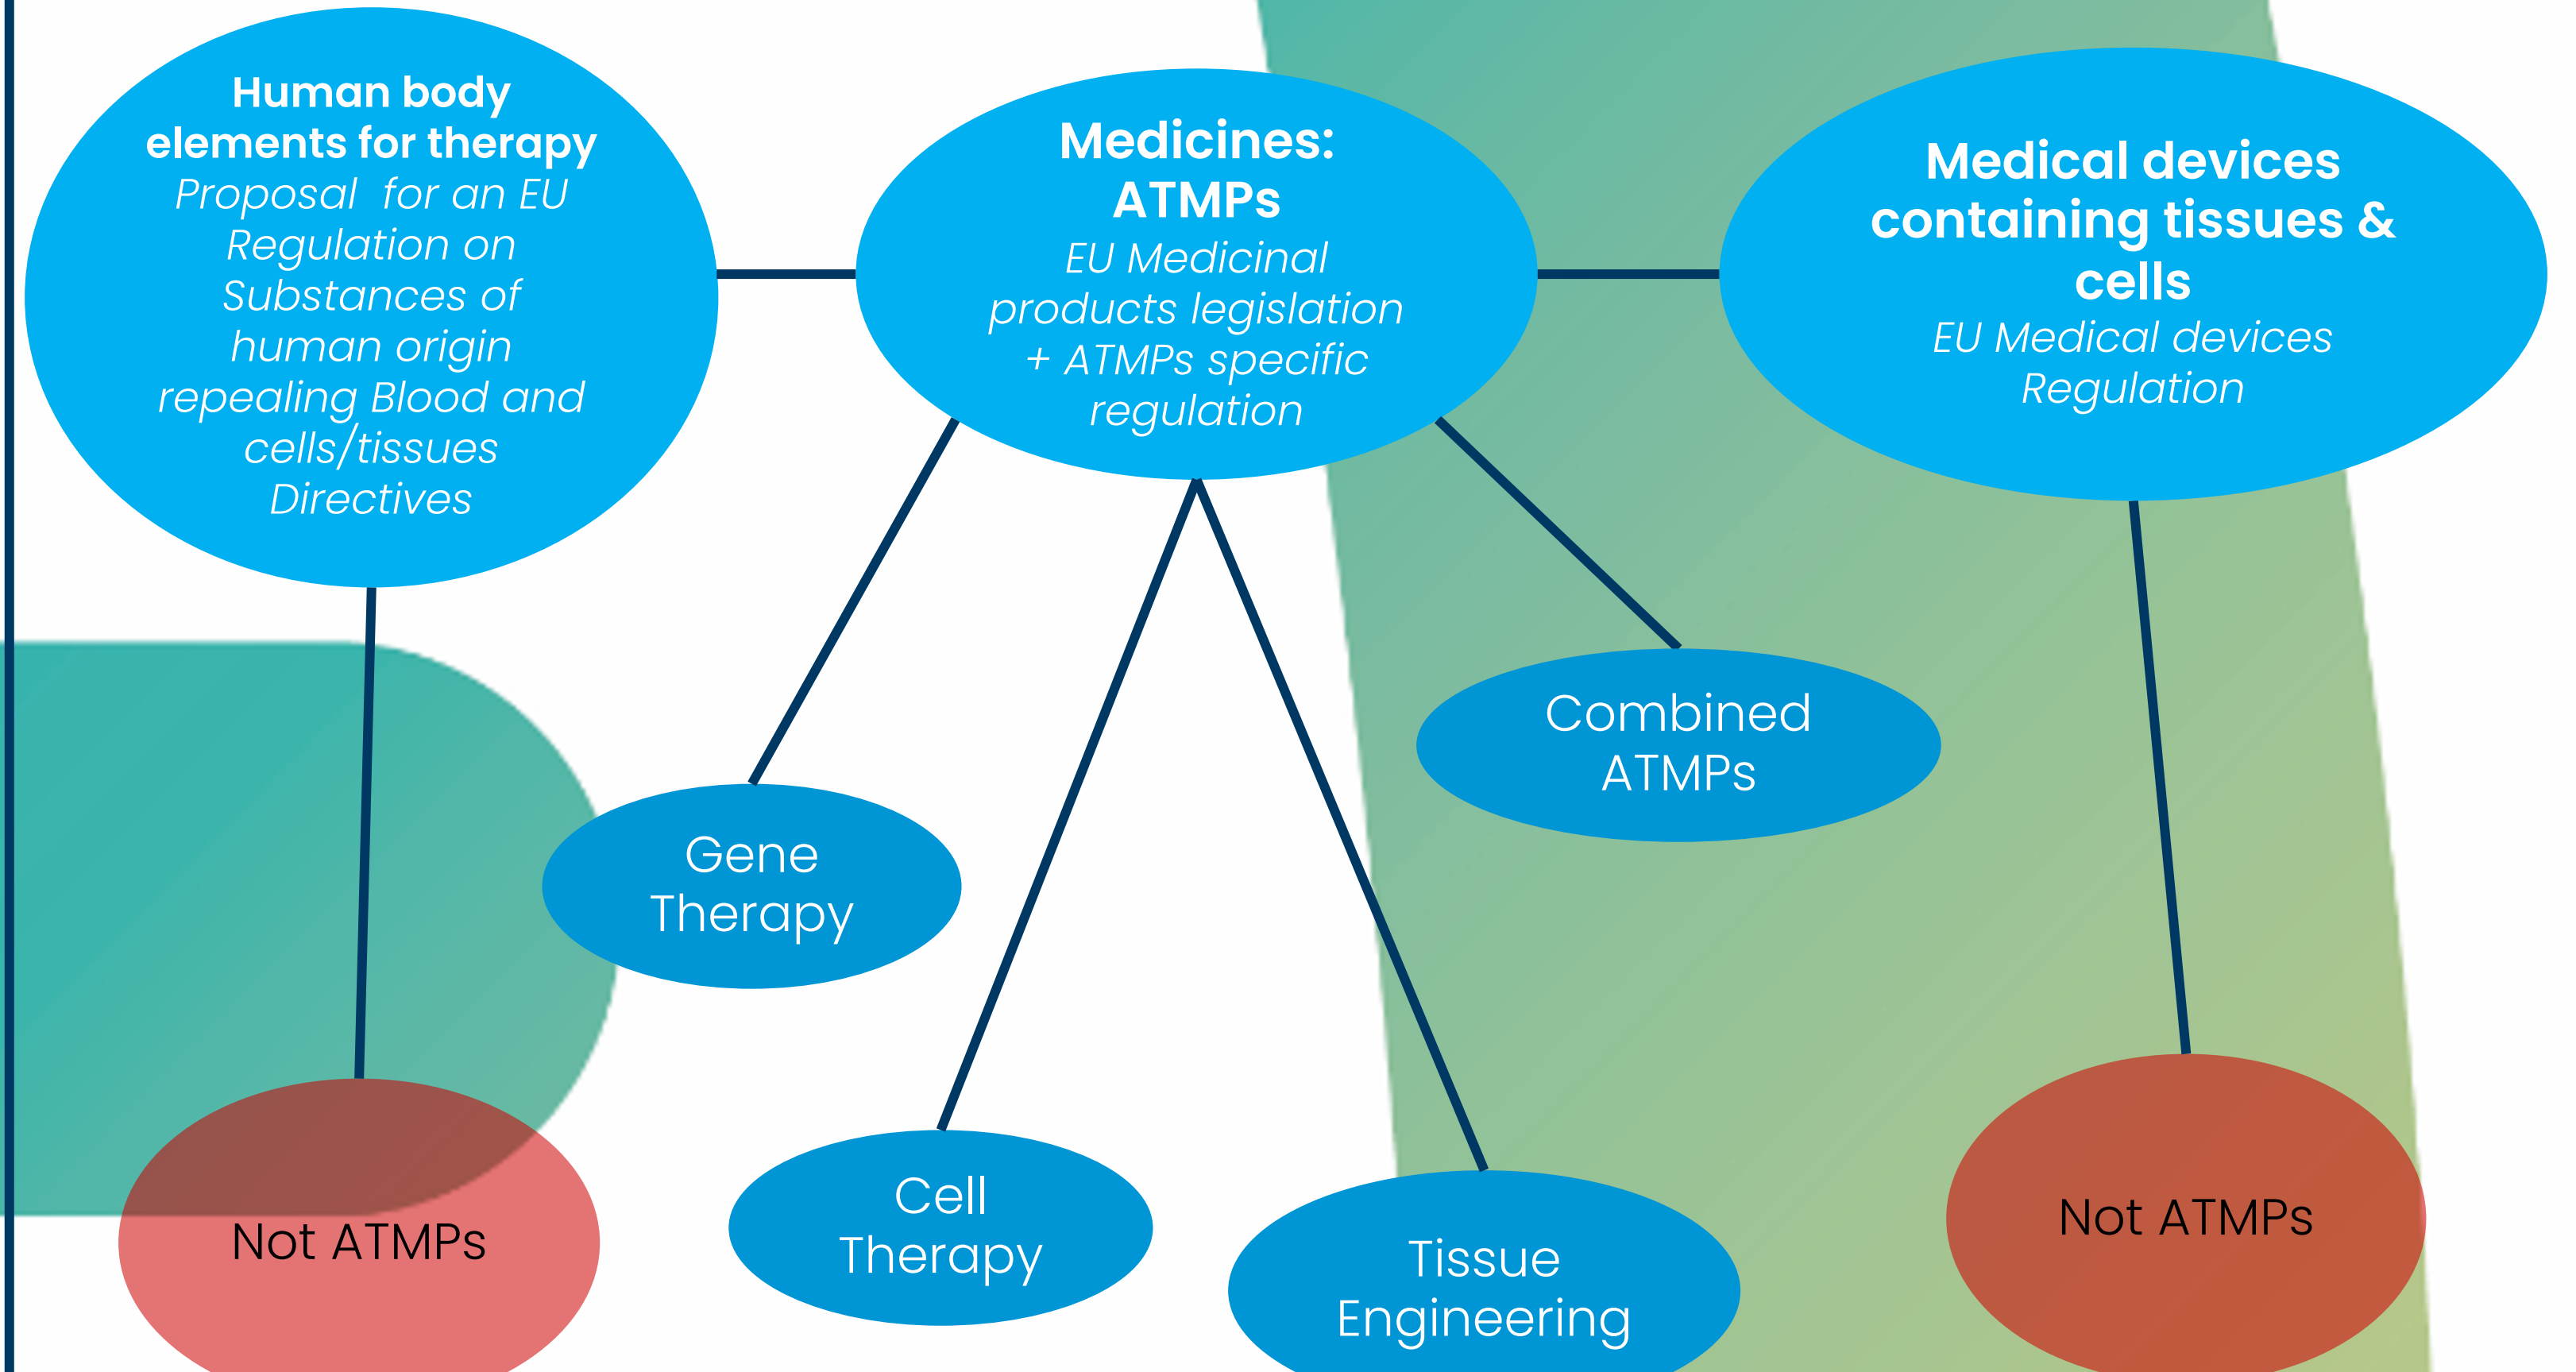 Human body
elements for therapy
Proposal for an EU
Regulation on
Substances of
human origin
repealing Blood and
cells/tissues
Directives
Medicines:
ATMPs
EU Medicinal
products legislation
+ ATMPs specific
regulation
Medical devices
containing tissues &
cells
EU Medical devices
Regulation
Combined
ATMPs
Gene
Therapy
Cell
Therapy
Tissue
Engineering
Not ATMPs
Not ATMPs